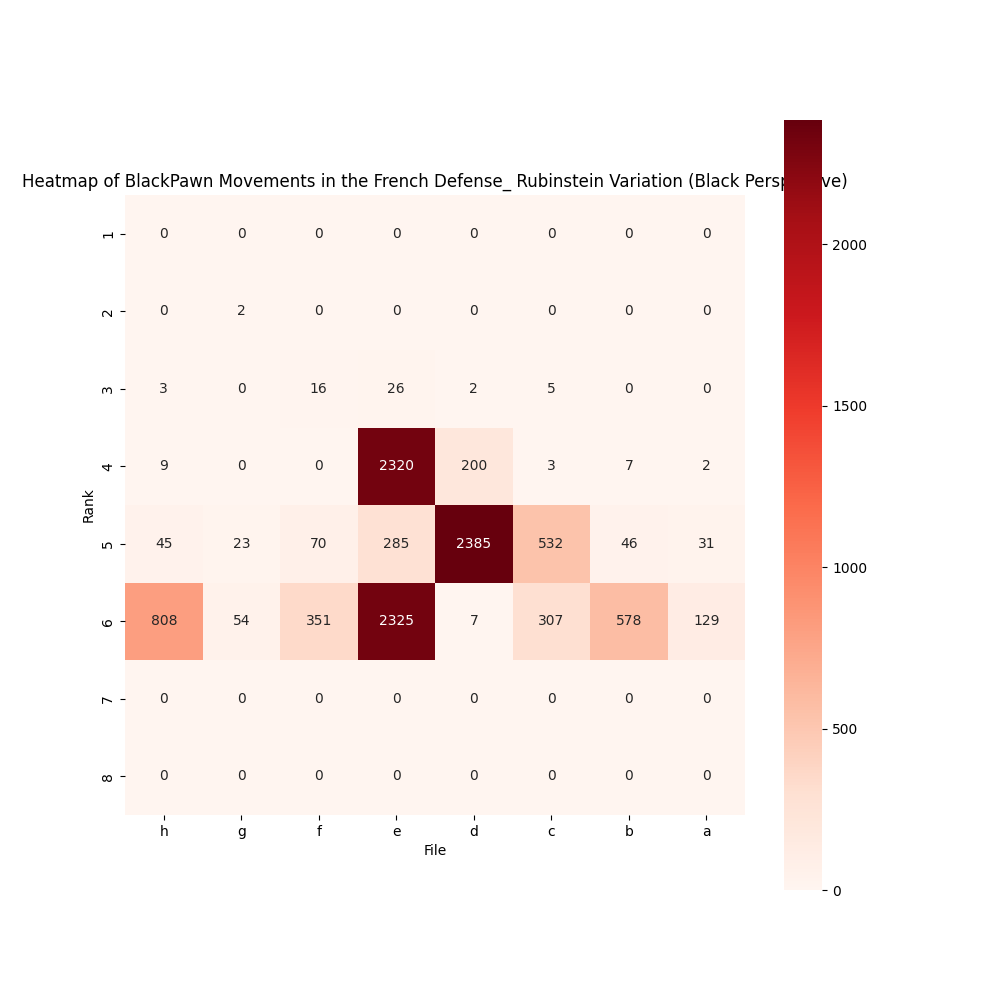 Heatmap of BlackPawn Movements in the French Defense_ Rubinstein Variation (Black Persp ve)
1 0 0 0 0 0 0 0 0
2 0 2 0 0 0 0 0 0
3 3 0 16 26 2 5 0 0
4 9 0 0 2320 200 3 7 2
5 45 23 70 285 2385 532 46 31
6 808 54 351 2325 7 307 578 129
7 0 0 0 0 0 0 0 0
8 0 0 0 0 0 0 0 0
h g f e d c b a
File
Rank
2000
1500
1000
500
0